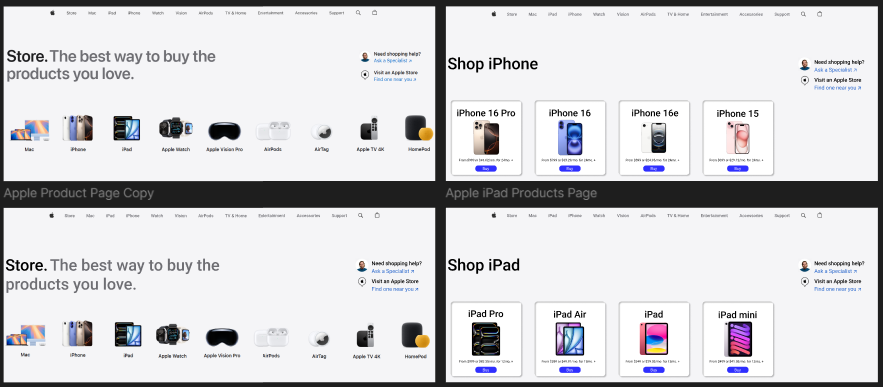 Store Mac iPad iPhone Watch Vision AirPods TV & Home Entertainment Accessories Support
Store. The best way to buy the
products you love.
Need shopping help?
Ask a Specialist ↗
Visit an Apple Store
Find one near you ↗
Mac iPhone iPad Apple Watch Apple Vision Pro AirPods AirTag Apple TV 4K HomePod
Store Mac iPad iPhone Watch Vision AirPods TV & Home Entertainment Accessories Support
Shop iPhone
Need shopping help?
Ask a Specialist ↗
Visit an Apple Store
Find one near you ↗
iPhone 16 Pro iPhone 16 iPhone 16e iPhone 15
Buy Buy Buy Buy
Apple Product Page Copy
Apple iPad Products Page
Store Mac iPad iPhone Watch Vision AirPods TV & Home Entertainment Accessories Support
Store. The best way to buy the
products you love.
Need shopping help?
Ask a Specialist ↗
Visit an Apple Store
Find one near you ↗
Mac iPhone iPad Apple Watch Apple Vision Pro AirPods AirTag Apple TV 4K HomePod
Store Mac iPad iPhone Watch Vision AirPods TV & Home Entertainment Accessories Support
Shop iPad
Need shopping help?
Ask a Specialist ↗
Visit an Apple Store
Find one near you ↗
iPad Pro iPad Air iPad iPad mini
Buy Buy Buy Buy